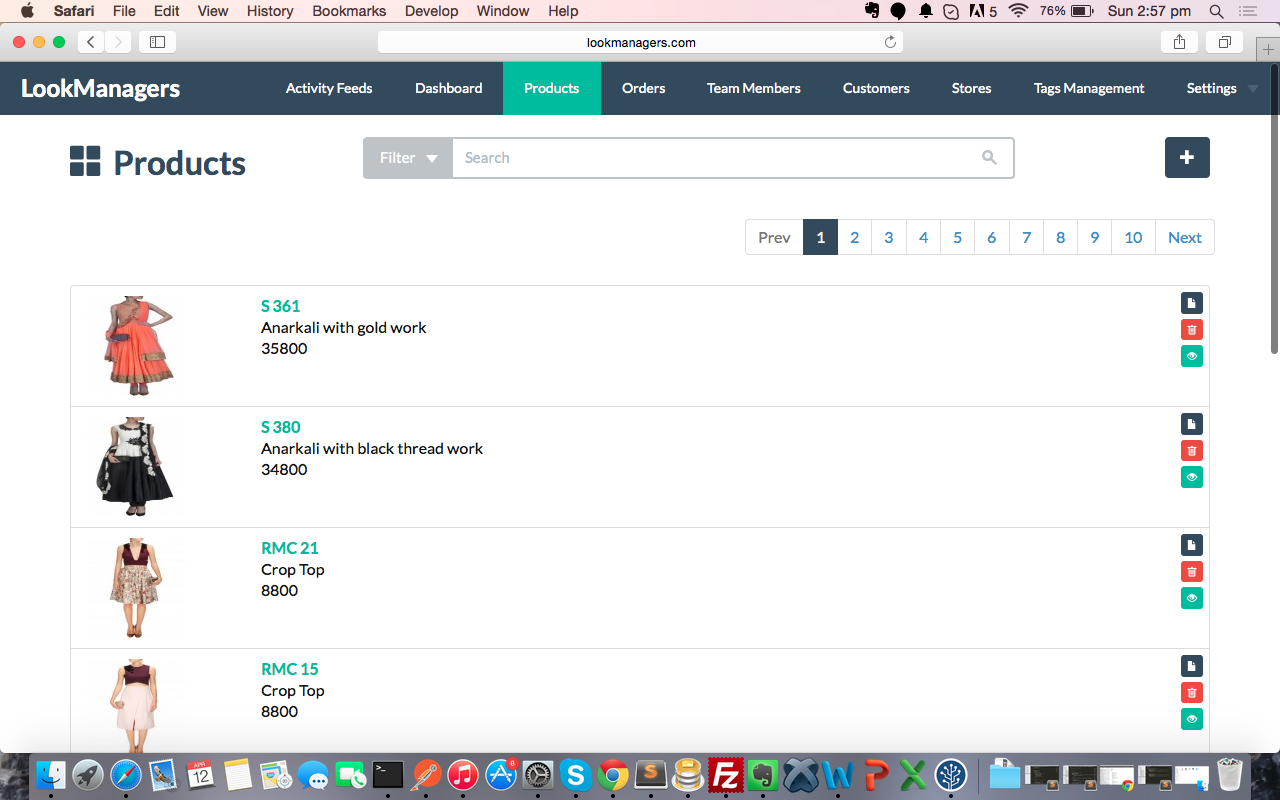 Safari File Edit View History Bookmarks Develop Window Help 5 76% Sun 2:57 pm
lookmanagers.com
LookManagers Activity Feeds Dashboard Products Orders Team Members Customers Stores Tags Management Settings
Products Filter Search
Prev 1 2 3 4 5 6 7 8 9 10 Next
S 361
Anarkali with gold work
35800
S 380
Anarkali with black thread work
34800
RMC 21
Crop Top
8800
RMC 15
Crop Top
8800
APR
12
8